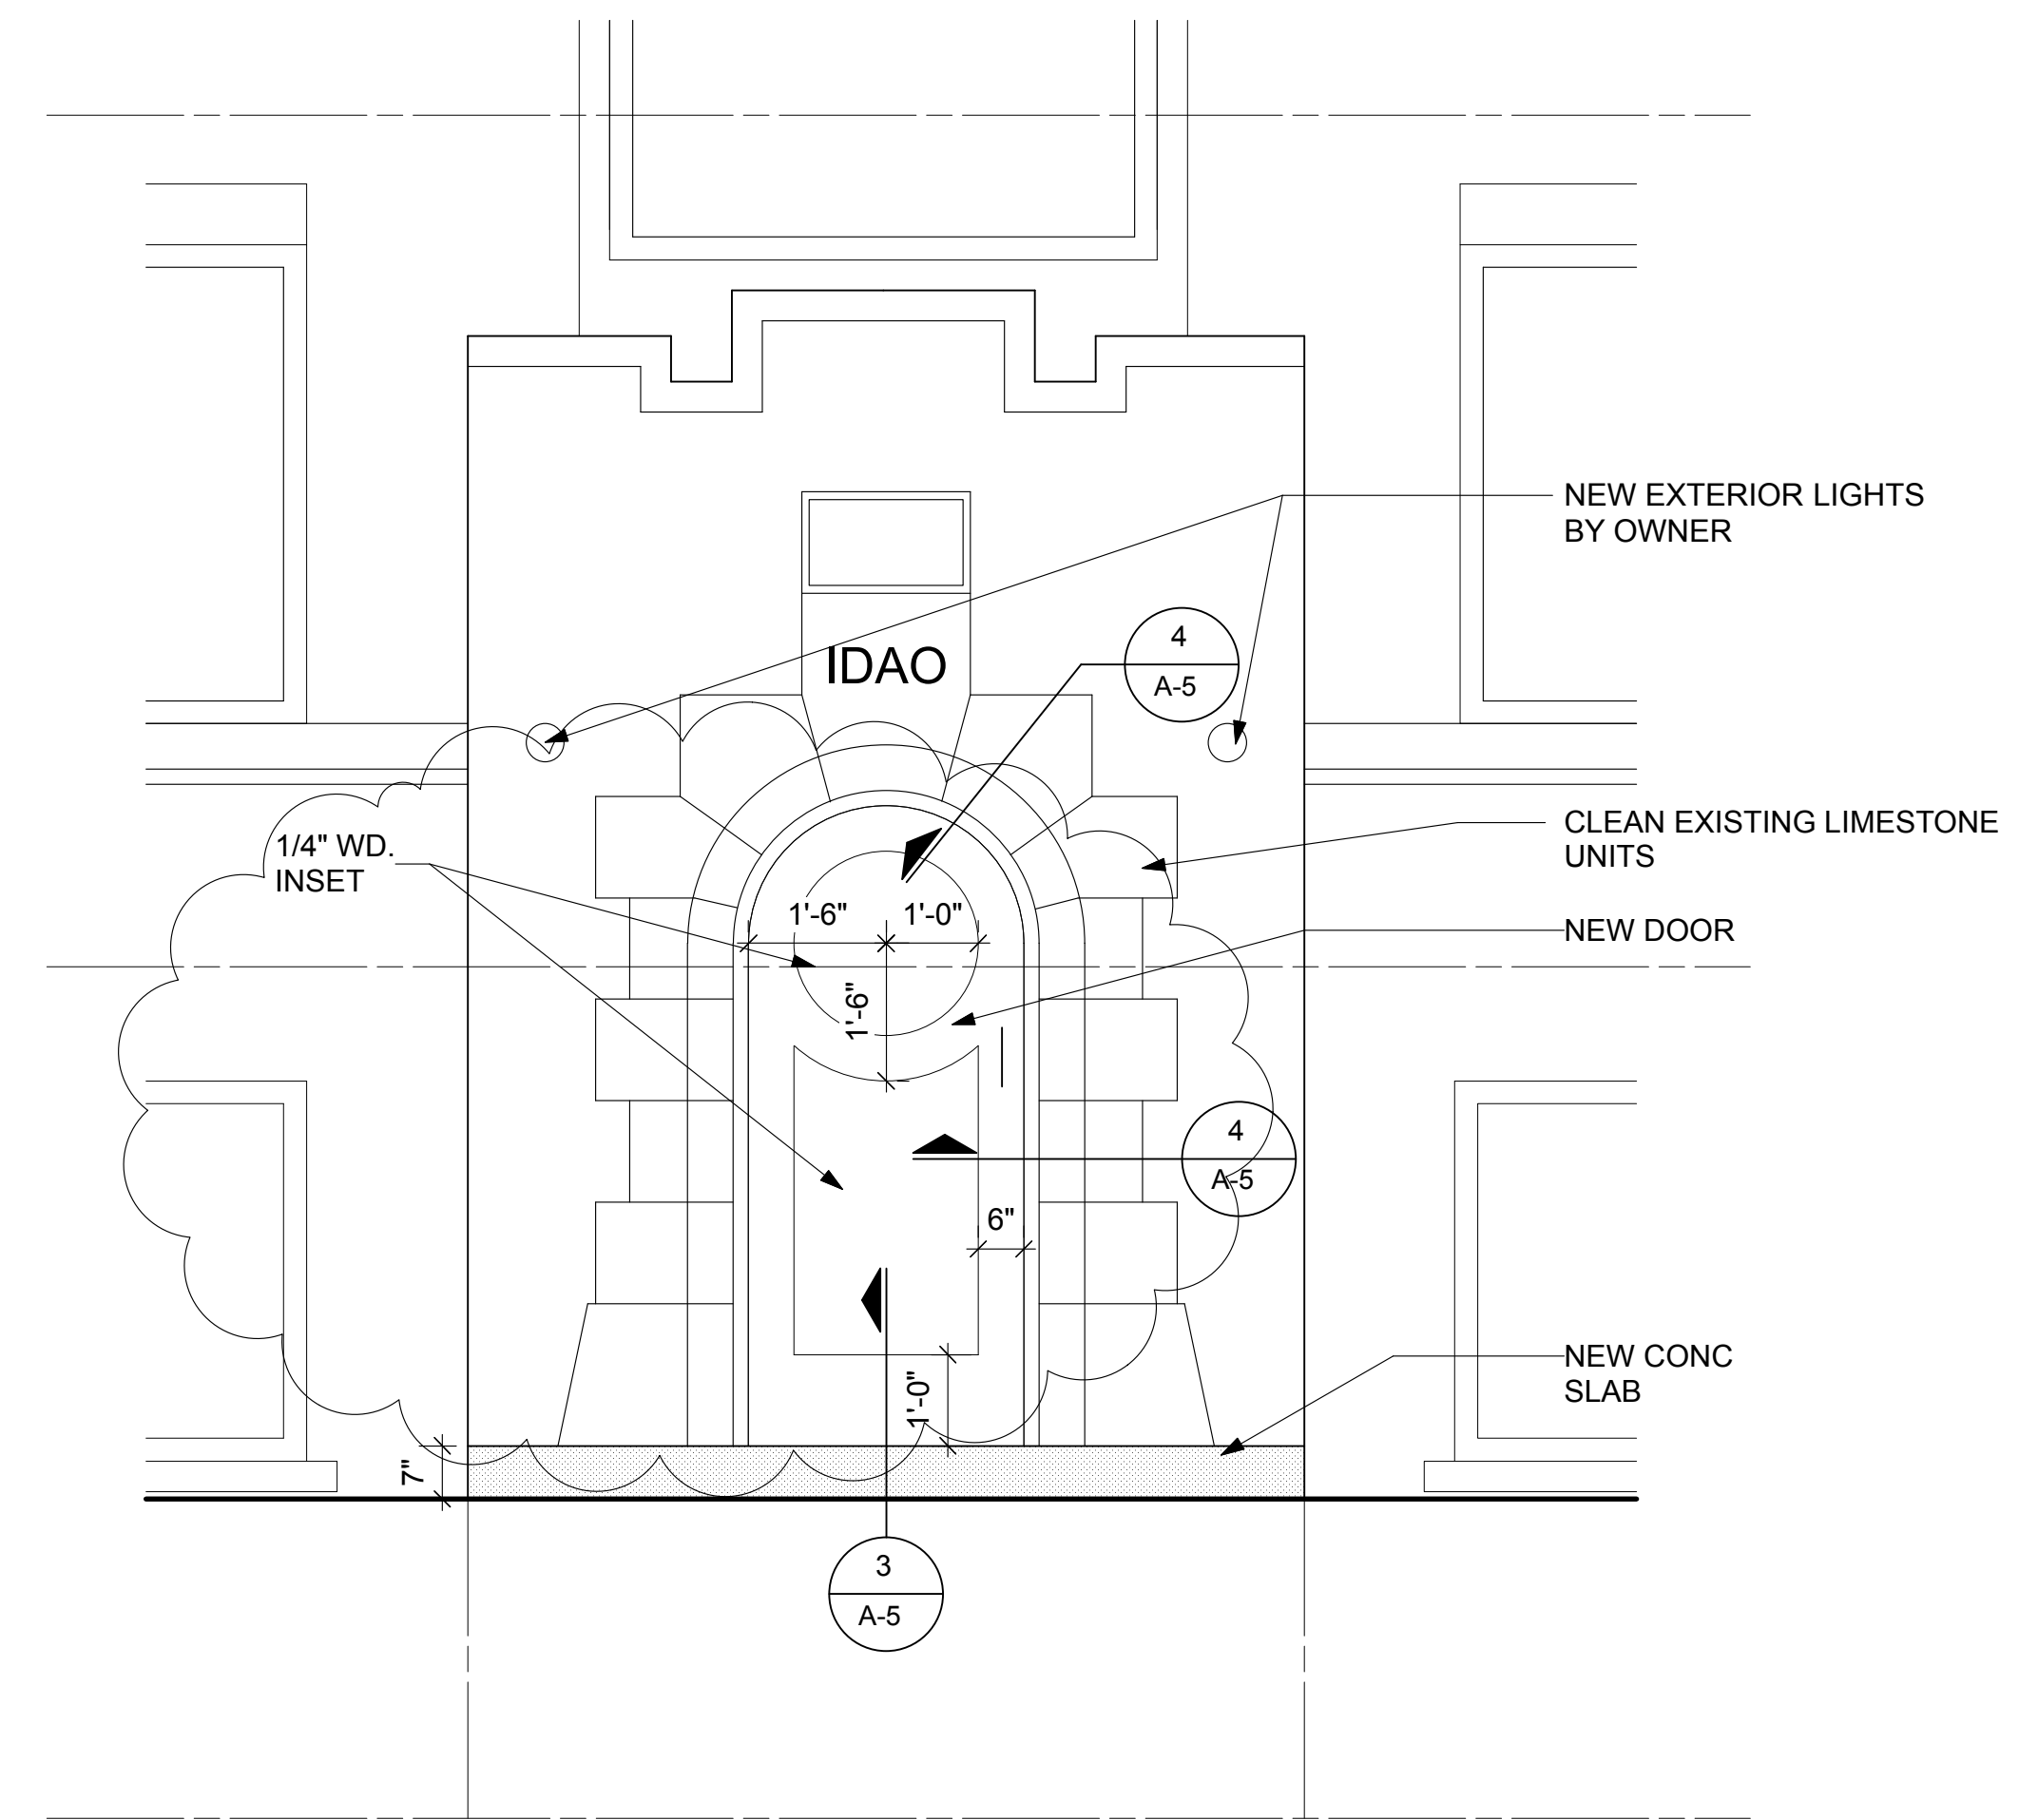 NEW EXTERIOR LIGHTS
BY OWNER
4
A-5
IDAO
CLEAN EXISTING LIMESTONE
UNITS
1/4" WD.
INSET
1'-6"
1'-0"
NEW DOOR
1'-6"
4
A-5
6"
NEW CONC
SLAB
1'-0"
7"
3
A-5